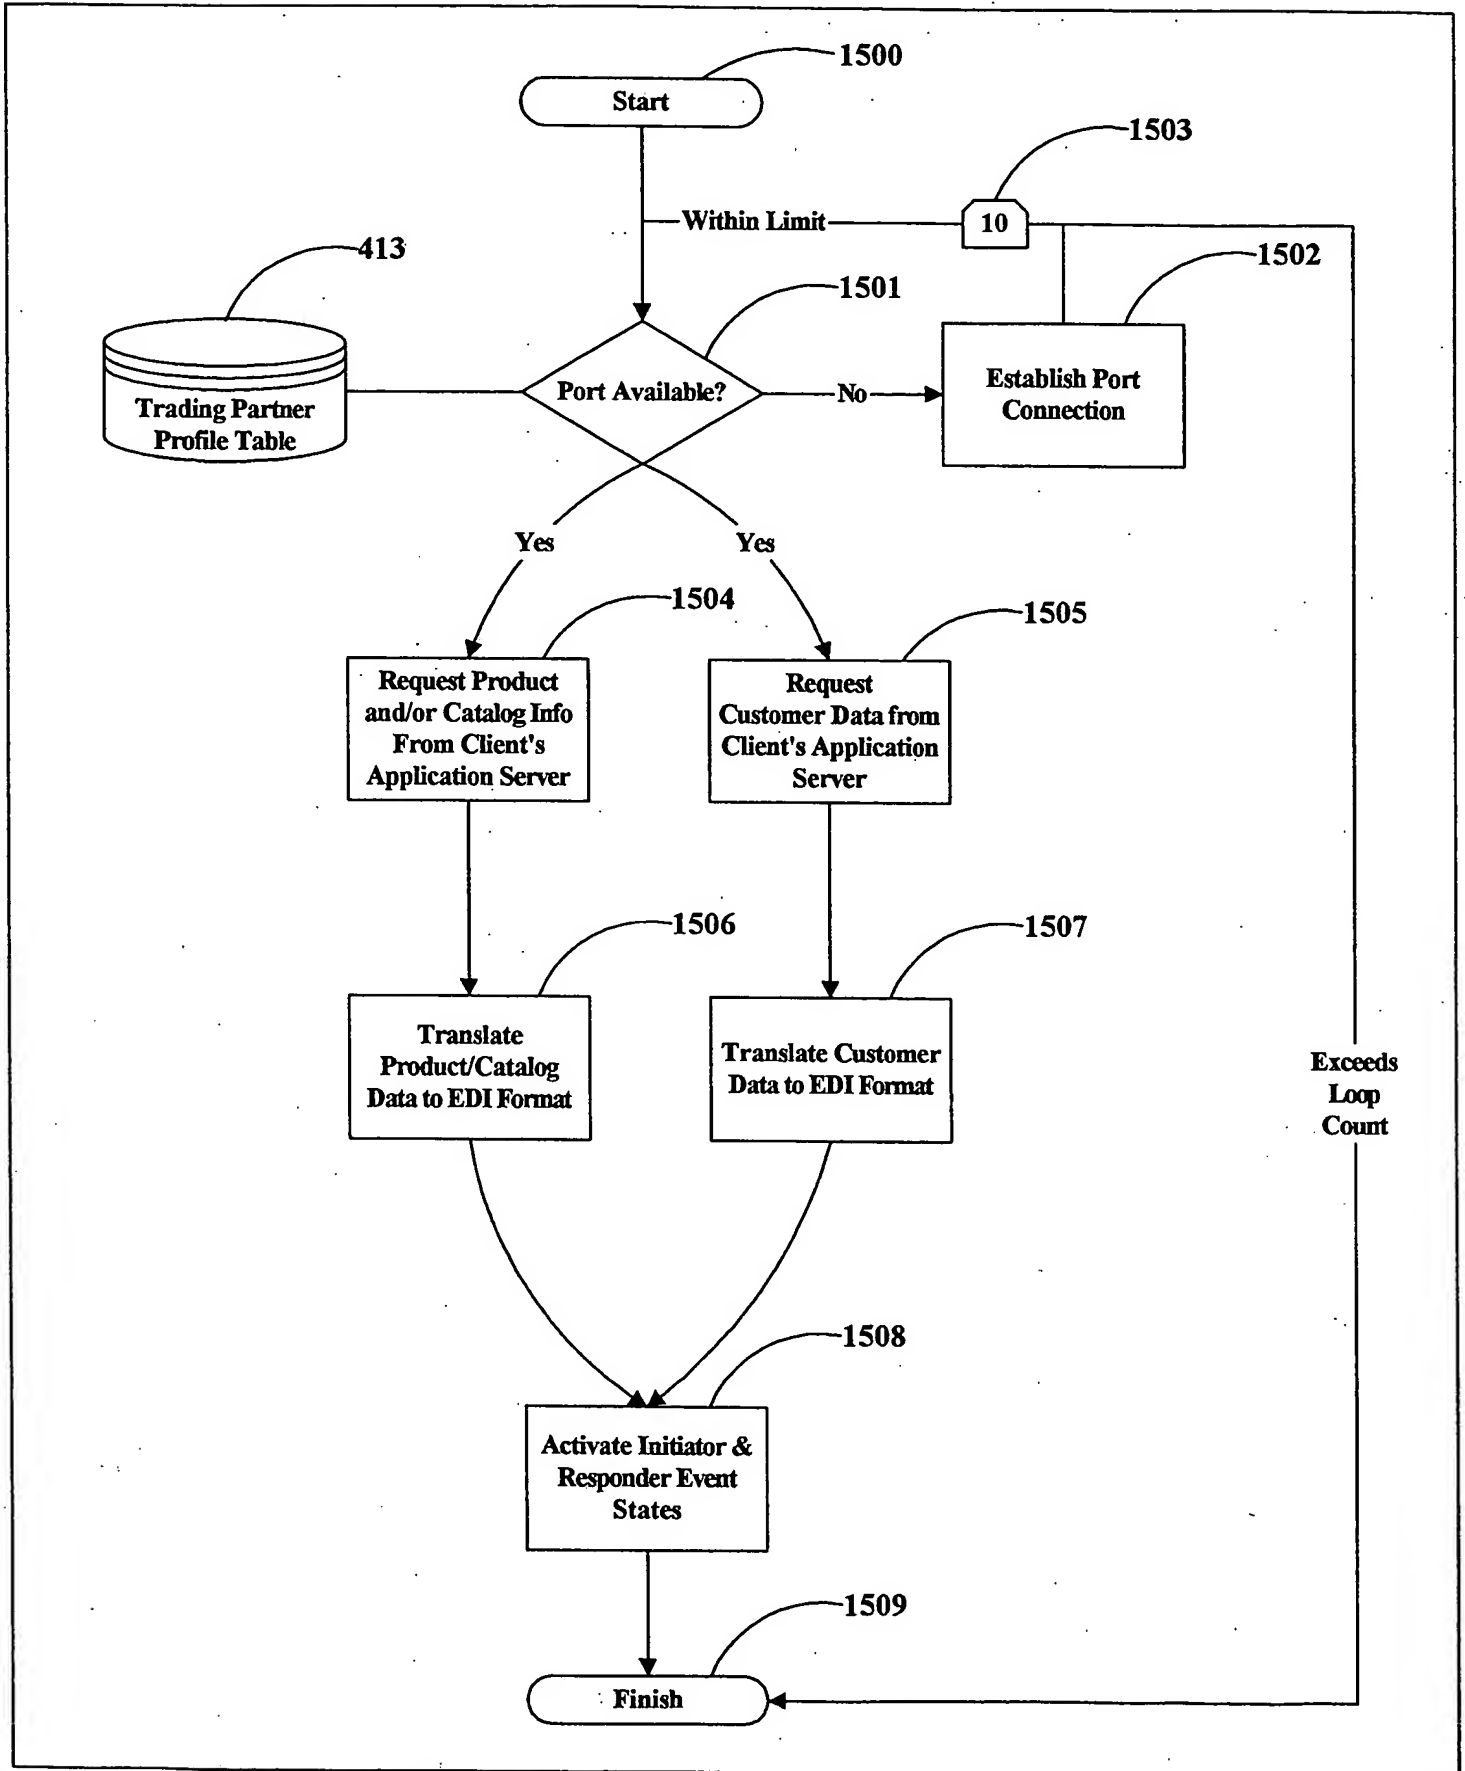 1500
Start
1503
Within Limit
10
413
1502
1501
Trading Partner
Profile Table
Port Available?
No
Establish Port
Connection
Yes
Yes
1504
1505
Request Product
and/or Catalog Info
From Client's
Application Server
Request
Customer Data from
Client's Application
Server
1506
1507
Translate
Product/Catalog
Data to EDI Format
Translate Customer
Data to EDI Format
Exceeds
Loop
Count
1508
Activate Initiator &
Responder Event
States
1509
Finish